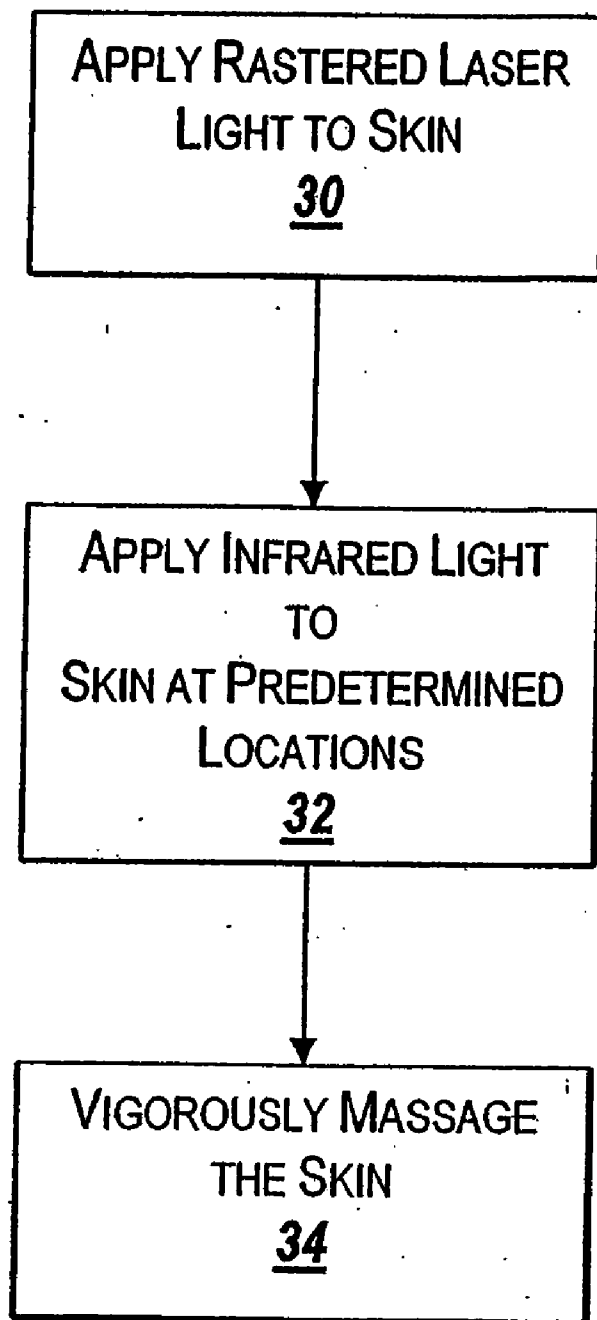 APPLY RASTERED LASER
LIGHT TO SKIN
30
APPLY INFRARED LIGHT
TO
SKIN AT PREDETERMINED
LOCATIONS
32
VIGOROUSLY MASSAGE
THE SKIN
34